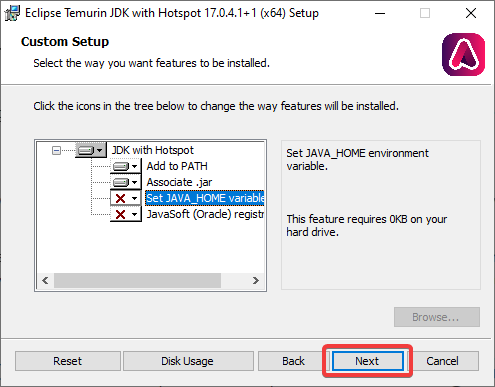 Eclipse Temurin JDK with Hotspot 17.0.4.1+1 (x64) Setup
Custom Setup
Select the way you want features to be installed.
Click the icons in the tree below to change the way features will be installed.
JDK with Hotspot
Add to PATH
Associate .jar
Set JAVA_HOME variable
JavaSoft (Oracle) registr
Set JAVA_HOME environment
variable.
This feature requires 0KB on your
hard drive.
Browse...
Reset Disk Usage Back Next Cancel